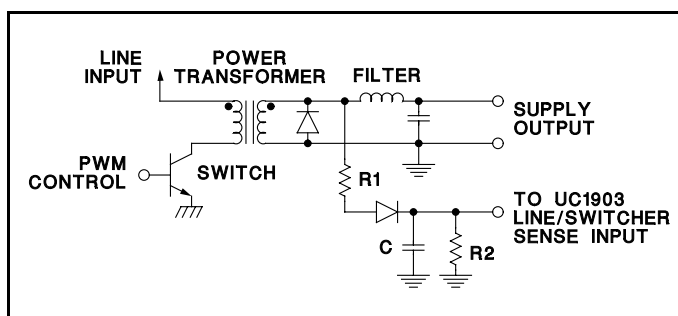 LINE
INPUT
POWER
TRANSFORMER
FILTER
SUPPLY
OUTPUT
PWM
CONTROL
SWITCH
R1
TO UC1903
LINE/SWITCHER
SENSE INPUT
C
R2